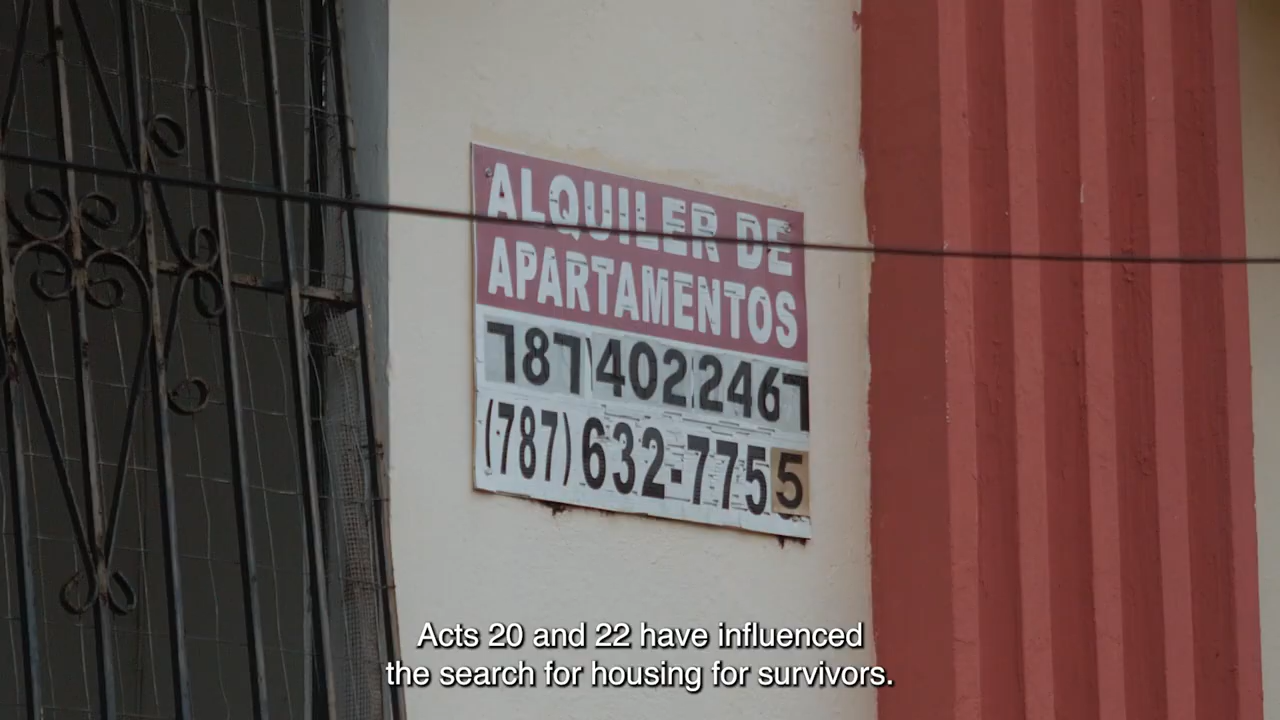 ALQUILER DE
APARTAMENTOS
787 402 2467
(787) 632-7755
Acts 20 and 22 have influenced
the search for housing for survivors.